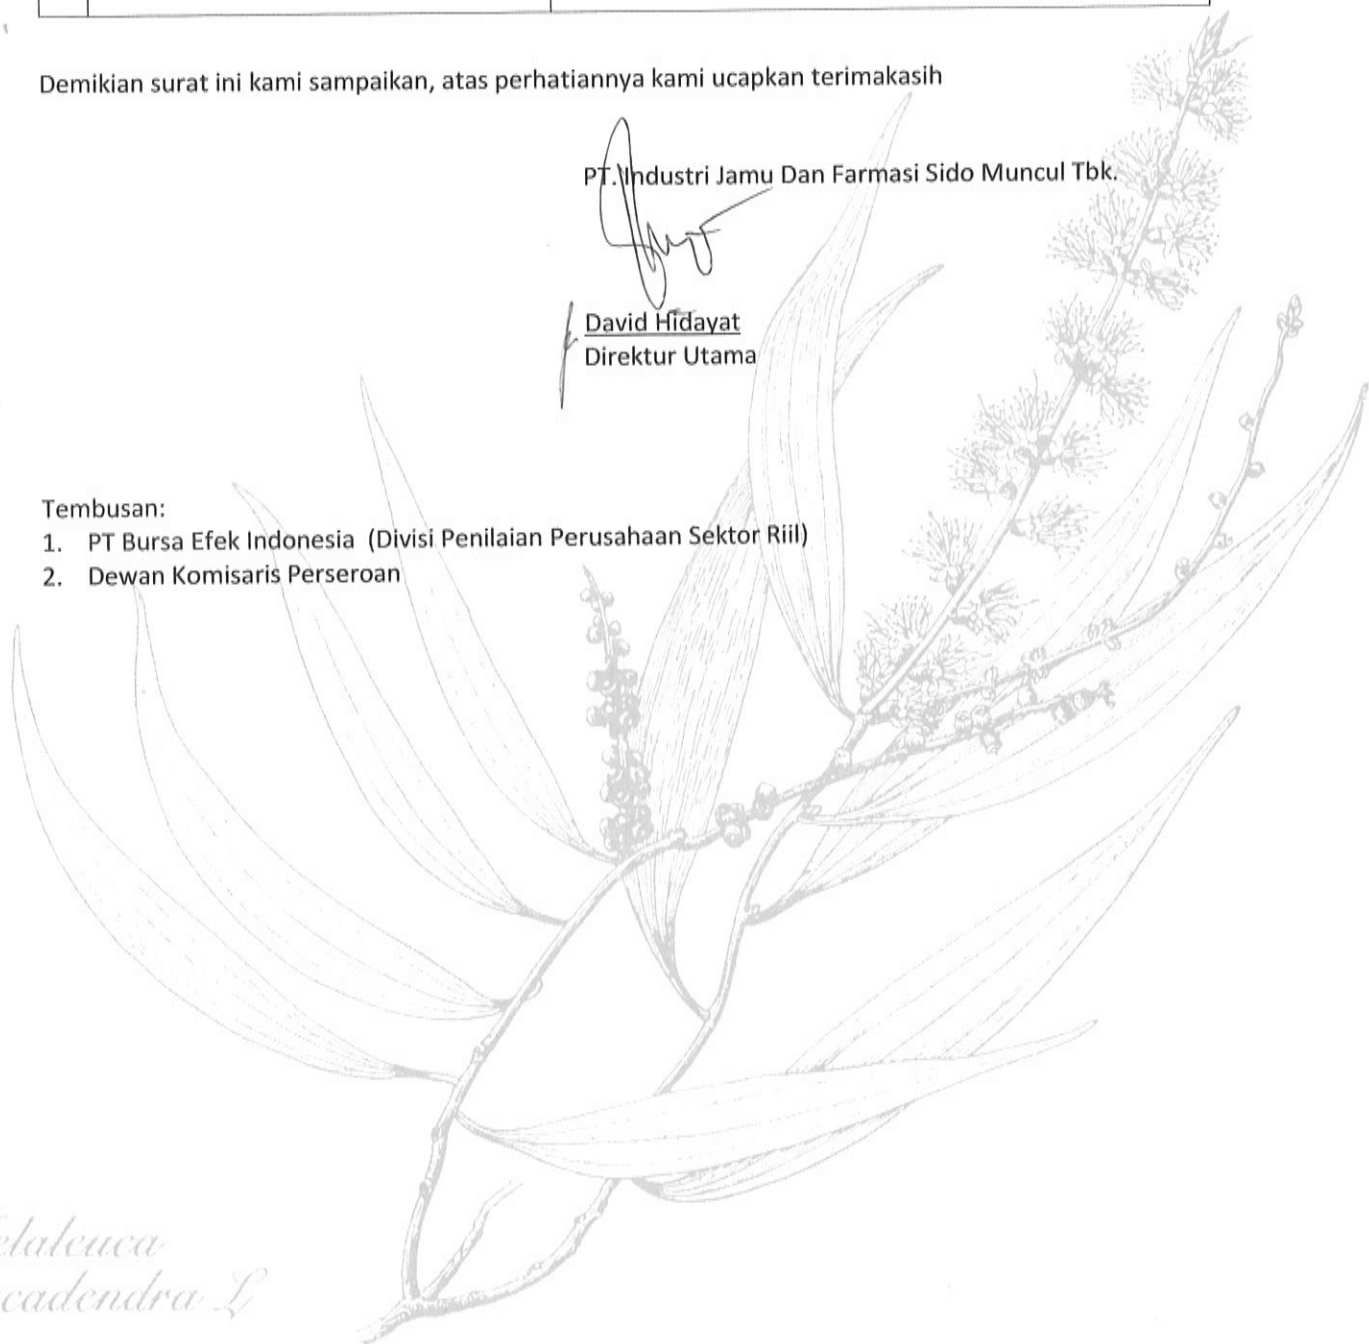 Demikian surat ini kami sampaikan, atas perhatiannya kami ucapkan terimakasih
PT. Industri Jamu Dan Farmasi Sido Muncul Tbk.
David Hidayat
Direktur Utama
Tembusan:
1. PT Bursa Efek Indonesia (Divisi Penilaian Perusahaan Sektor Riil)
2. Dewan Komisaris Perseroan
elaleuca
cadendra L